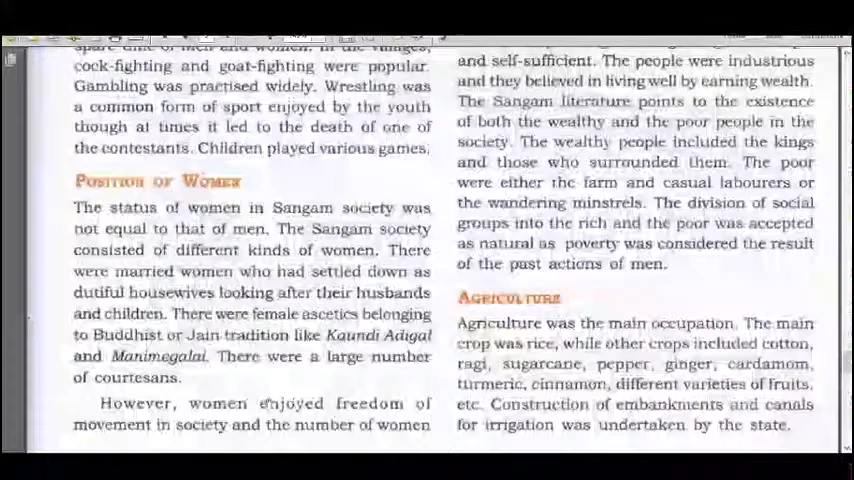 spare time of men and women. In the villages,
cock-fighting and goat-fighting were popular.
Gambling was practised widely. Wrestling was
a common form of sport enjoyed by the youth
though at times it led to the death of one of
the contestants. Children played various games.
POSITION OF WOMEN
The status of women in Sangam society was
not equal to that of men. The Sangam society
consisted of different kinds of women. There
were married women who had settled down as
dutiful housewives looking after their husbands
and children. There were female ascetics belonging
to Buddhist or Jain tradition like Kaundi Adigal
and Manimegalai. There were a large number
of courtesans.
However, women enjoyed freedom of
movement in society and the number of women
and self-sufficient. The people were industrious
and they believed in living well by earning wealth.
The Sangam literature points to the existence
of both the wealthy and the poor people in the
society. The wealthy people included the kings
and those who surrounded them. The poor
were either the farm and casual labourers or
the wandering minstrels. The division of social
groups into the rich and the poor was accepted
as natural as poverty was considered the result
of the past actions of men.
AGRICULTURE
Agriculture was the main occupation. The main
crop was rice, while other crops included cotton,
ragi, sugarcane, pepper, ginger, cardamom,
turmeric, cinnamon, different varieties of fruits,
etc. Construction of embankments and canals
for irrigation was undertaken by the state.